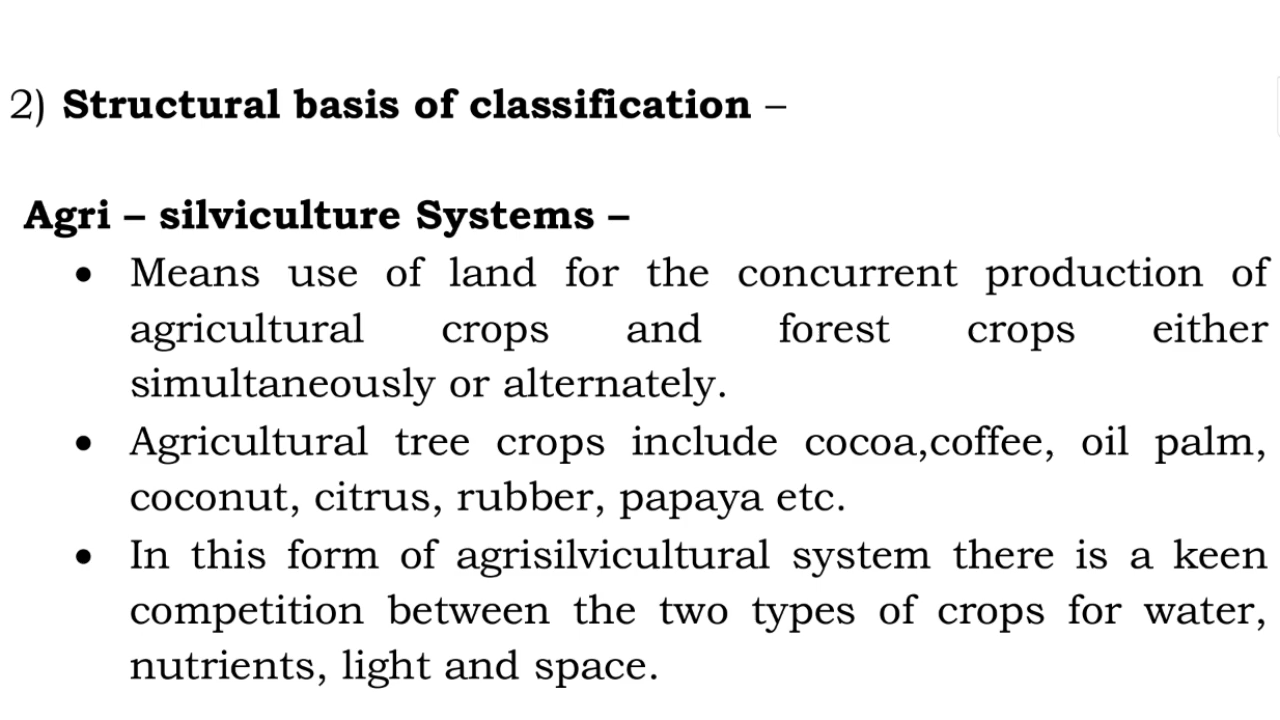 2) Structural basis of classification –
Agri – silviculture Systems –
• Means use of land for the concurrent production of
agricultural crops and forest crops either
simultaneously or alternately.
• Agricultural tree crops include cocoa,coffee, oil palm,
coconut, citrus, rubber, papaya etc.
• In this form of agrisilvicultural system there is a keen
competition between the two types of crops for water,
nutrients, light and space.